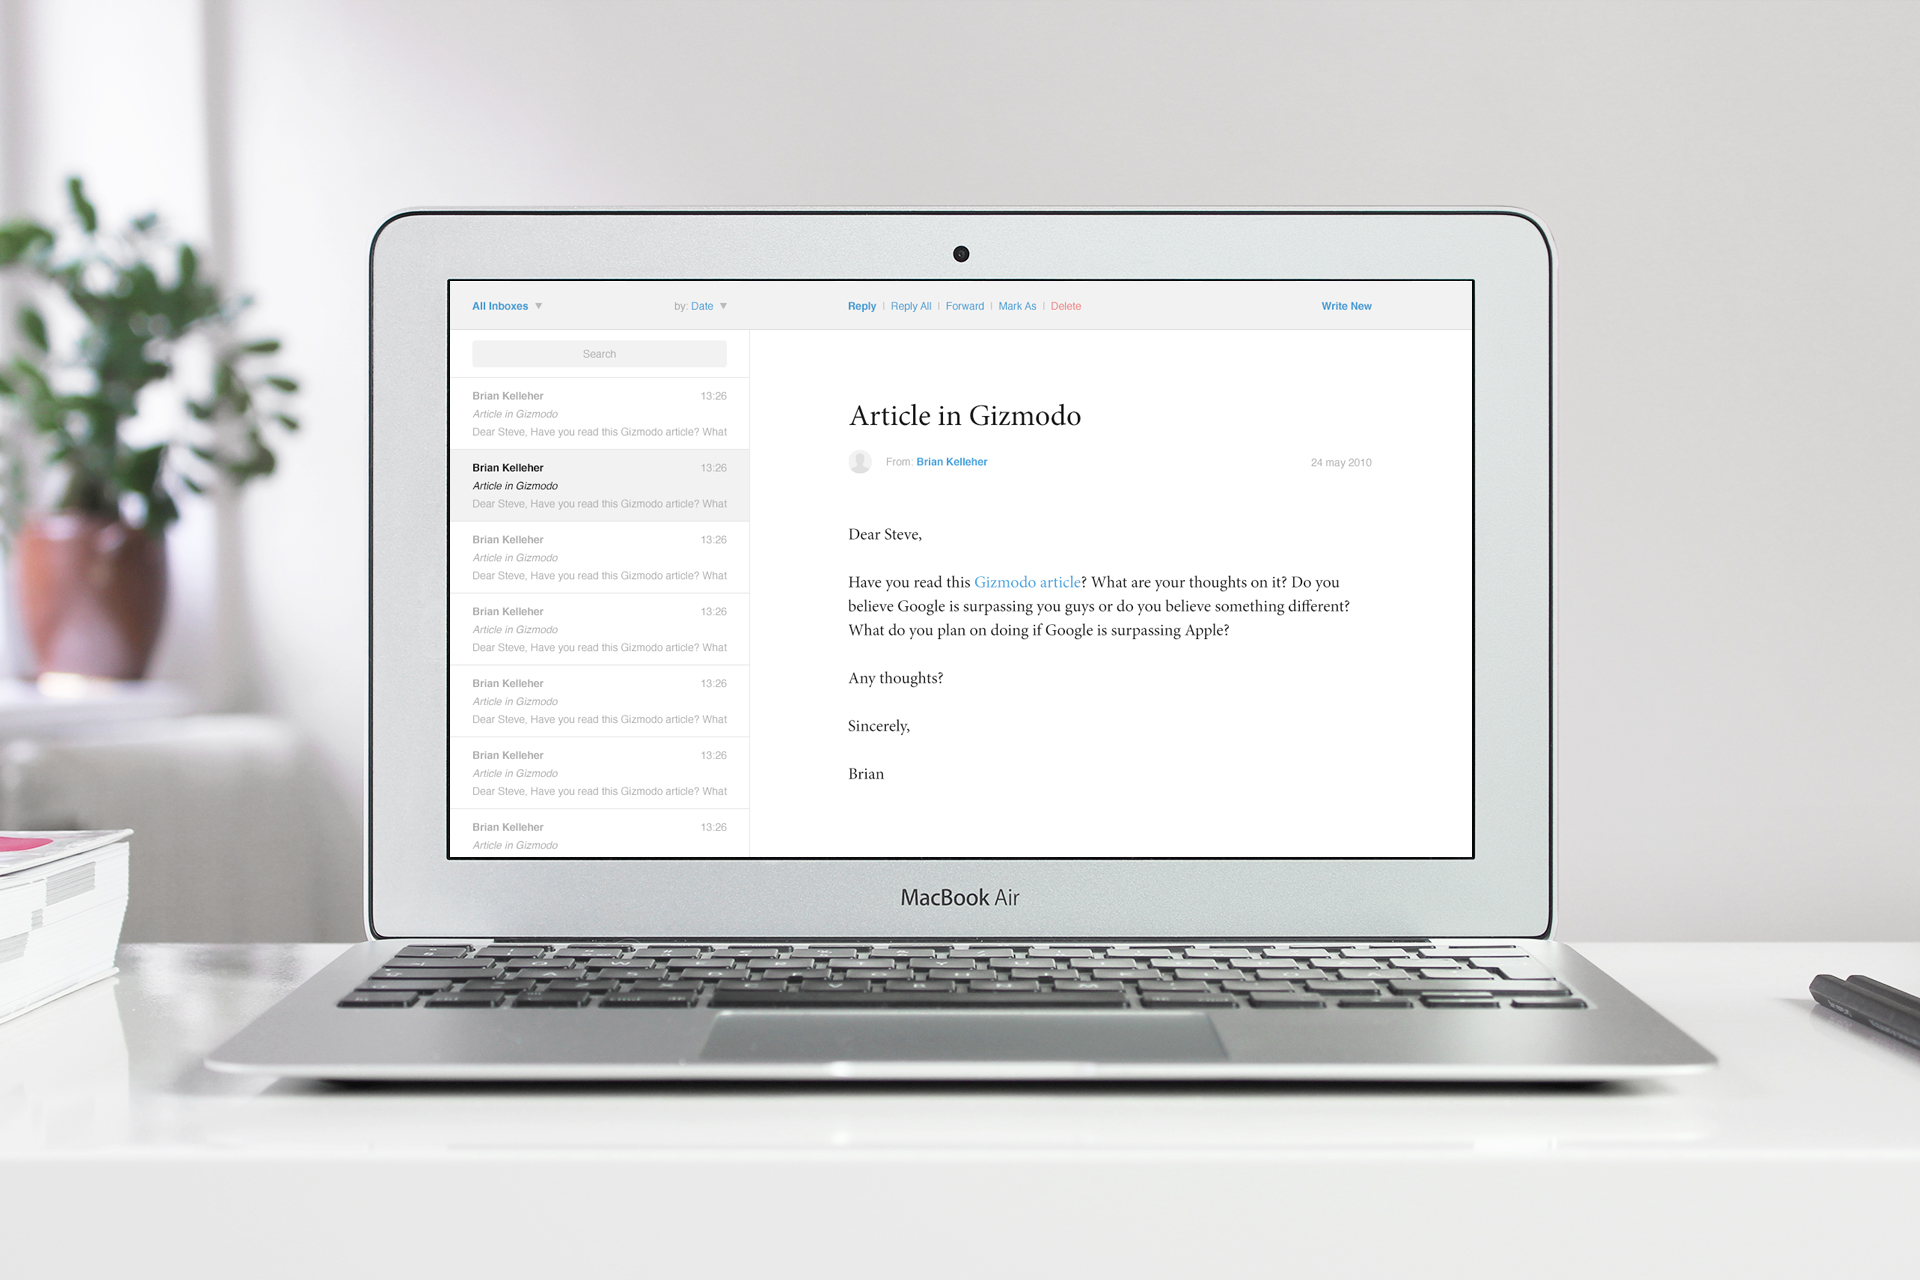 All Inboxes
by: Date
Reply | Reply All | Forward | Mark As | Delete
Write New
Search
Brian Kelleher 13:26
Article in Gizmodo
Dear Steve, Have you read this Gizmodo article? What
Brian Kelleher 13:26
Article in Gizmodo
Dear Steve, Have you read this Gizmodo article? What
Brian Kelleher 13:26
Article in Gizmodo
Dear Steve, Have you read this Gizmodo article? What
Brian Kelleher 13:26
Article in Gizmodo
Dear Steve, Have you read this Gizmodo article? What
Brian Kelleher 13:26
Article in Gizmodo
Dear Steve, Have you read this Gizmodo article? What
Brian Kelleher 13:26
Article in Gizmodo
Dear Steve, Have you read this Gizmodo article? What
Brian Kelleher 13:26
Article in Gizmodo
Article in Gizmodo
From: Brian Kelleher
24 may 2010
Dear Steve,
Have you read this Gizmodo article? What are your thoughts on it? Do you
believe Google is surpassing you guys or do you believe something different?
What do you plan on doing if Google is surpassing Apple?
Any thoughts?
Sincerely,
Brian
MacBook Air